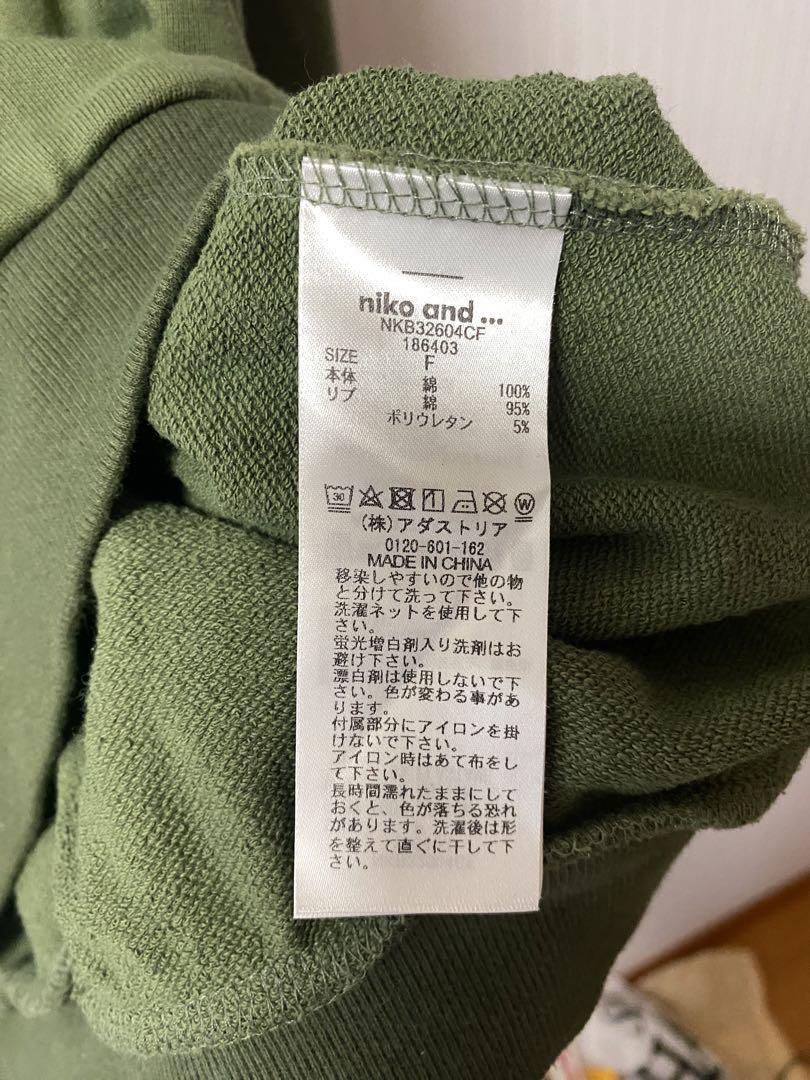 niko and ...
NKB32604CF
186403
SIZE F
本体 綿 100%
リブ 綿 95%
ポリウレタン 5%
30
W
(株)アダストリア
0120-601-162
MADE IN CHINA
移染しやすいので他の物
と分けて洗って下さい。
洗濯ネットを使用して下
さい。
蛍光増白剤入り洗剤はお
避け下さい。
漂白剤は使用しないで下
さい。色が変わる事があ
ります。
付属部分にアイロンを掛
けないで下さい。
アイロン時はあて布をし
て下さい。
長時間濡れたままにして
おくと、色が落ちる恐れ
があります。洗濯後は形
を整えて直ぐに干して下
さい。